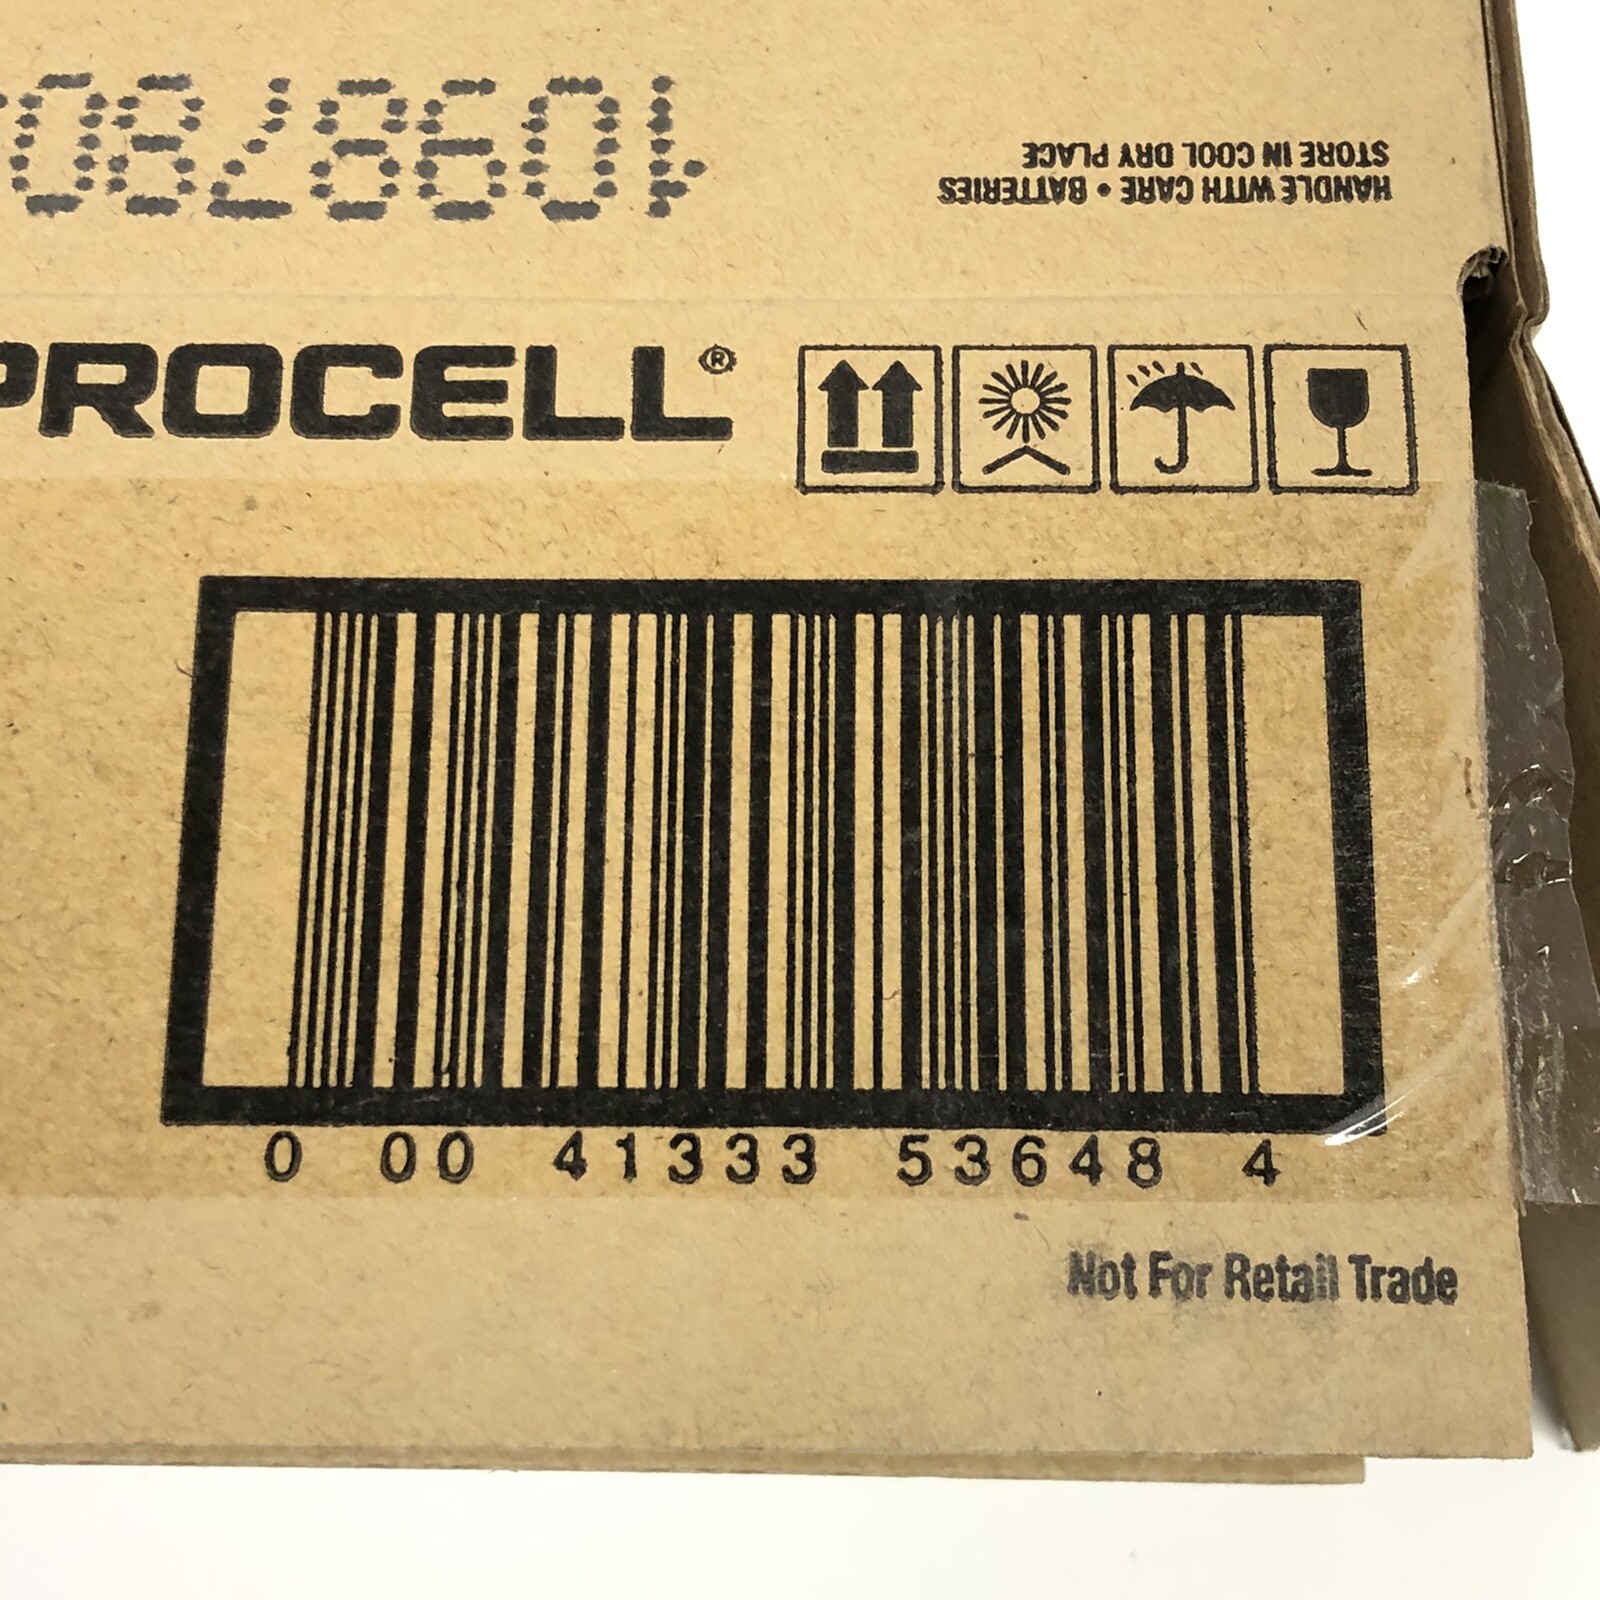 1098780
HANDLE WITH CARE • BATTERIES
STORE IN COOL DRY PLACE
PROCELL®
0 00 41333 53648 4
Not For Retail Trade